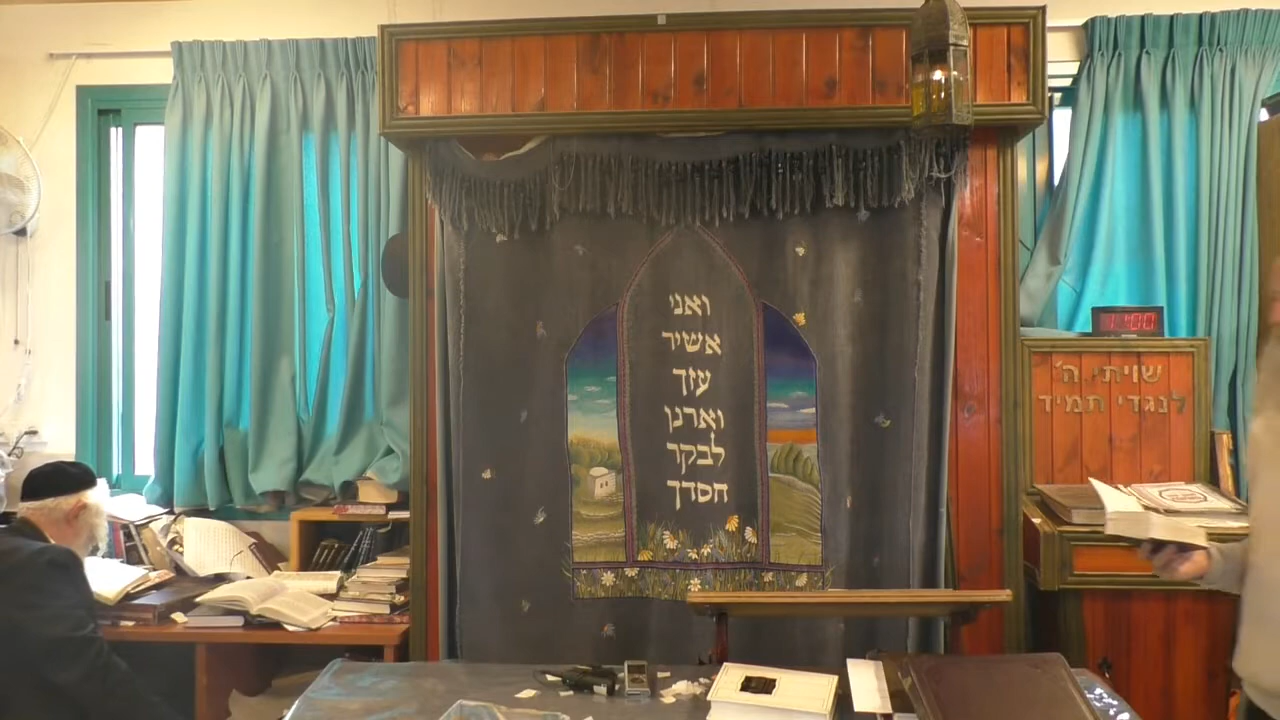 ואני
אשיר
עזך
וארנן
לבקר
חסדך
11:00
שויתי ה׳
לנגדי תמיד